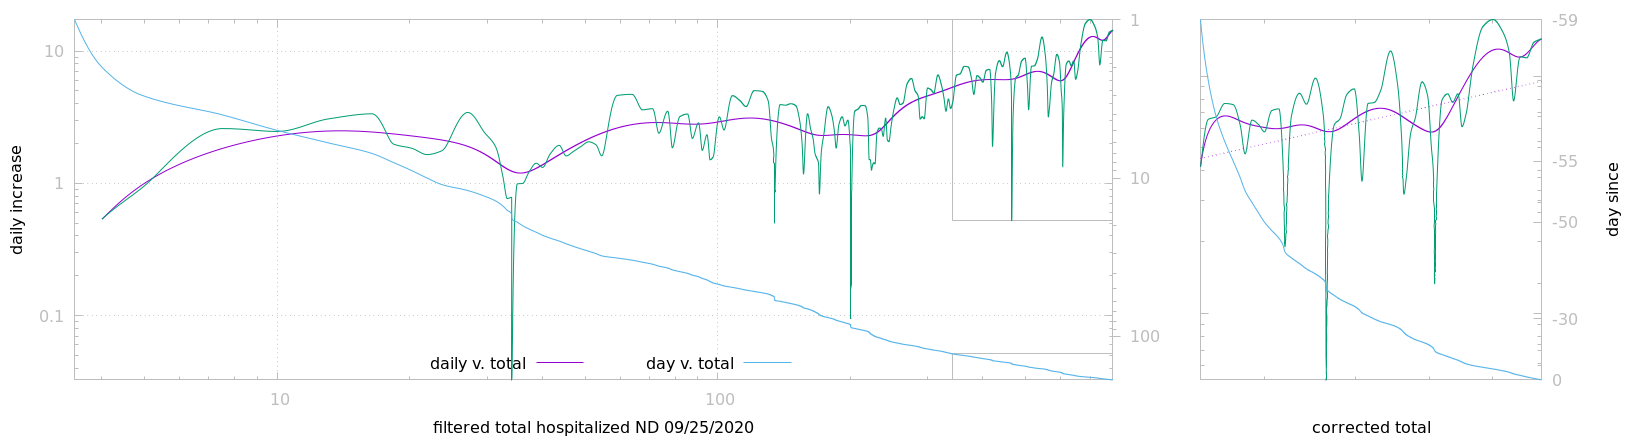 daily increase
10
1
0.1
1
10
100
daily v. total
day v. total
10
100
filtered total hospitalized ND 09/25/2020
-59
-55
-50
-30
0
day since
corrected total